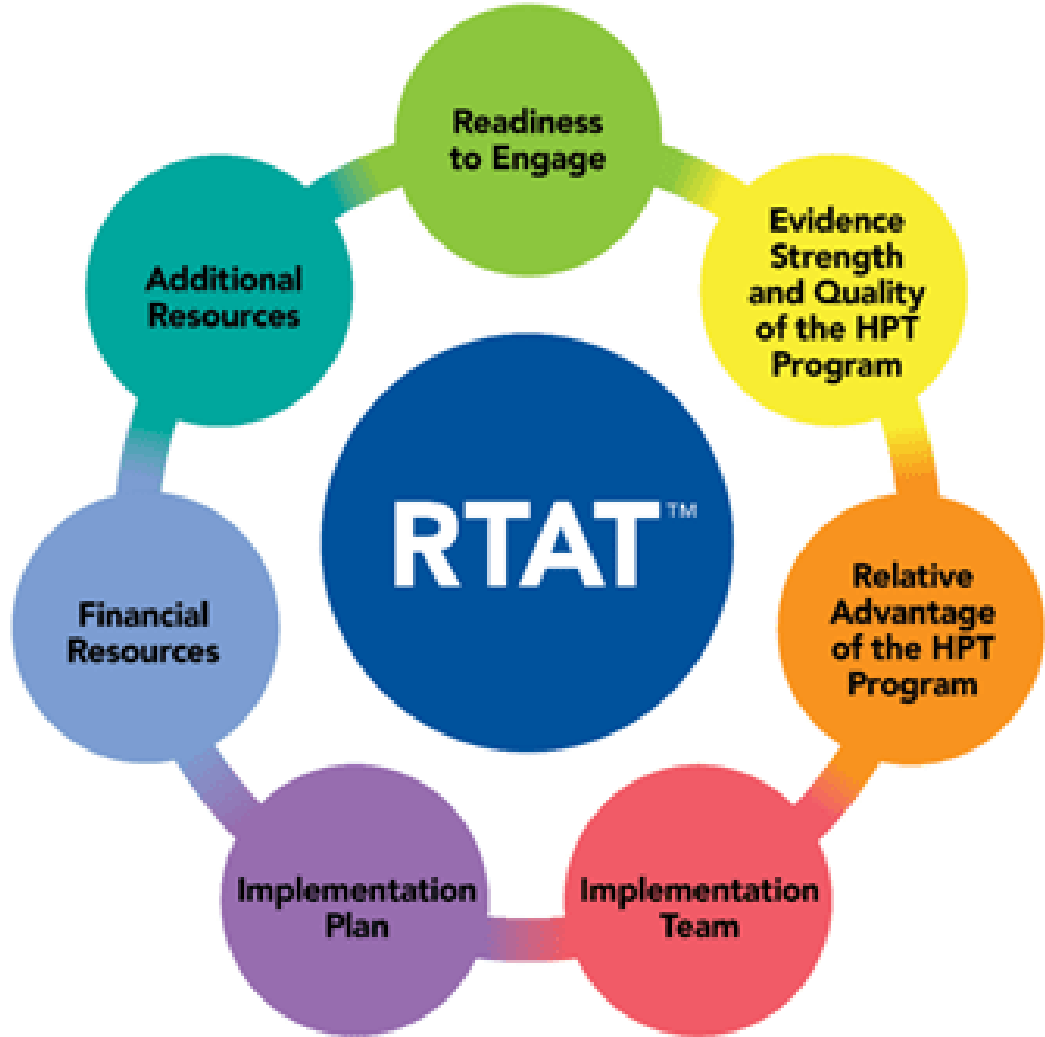 Readiness
to Engage
Evidence
Strength
and Quality
of the HPT
Program
Relative
Advantage
of the HPT
Program
Implementation
Team
Implementation
Plan
Financial
Resources
Additional
Resources
RTAT™